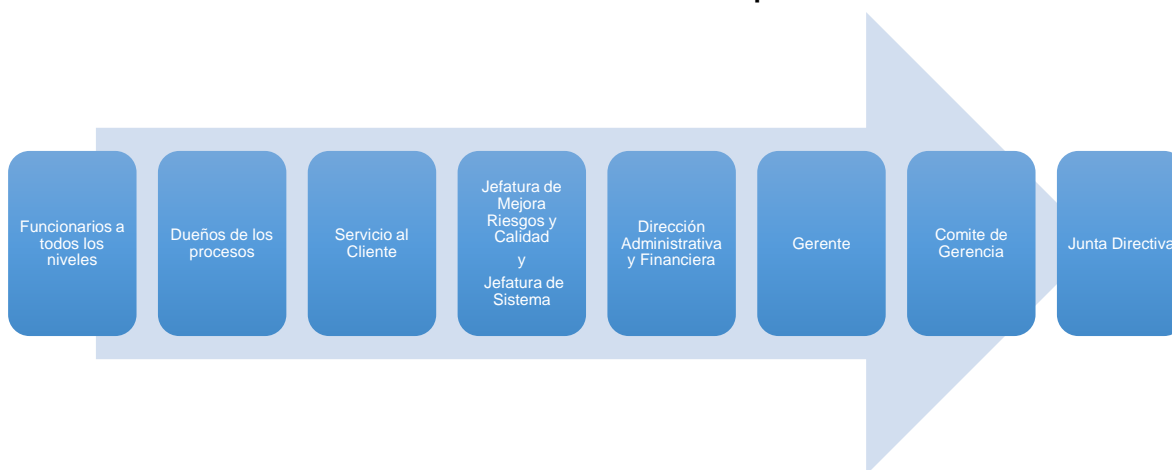 Funcionarios a
todos los
niveles
Dueños de los
procesos
Servicio al
Cliente
Jefatura de
Mejora
Riesgos y
Calidad
y
Jefatura de
Sistema
Dirección
Administrativa
y Financiera
Gerente
Comite de
Gerencia
Junta Directiva